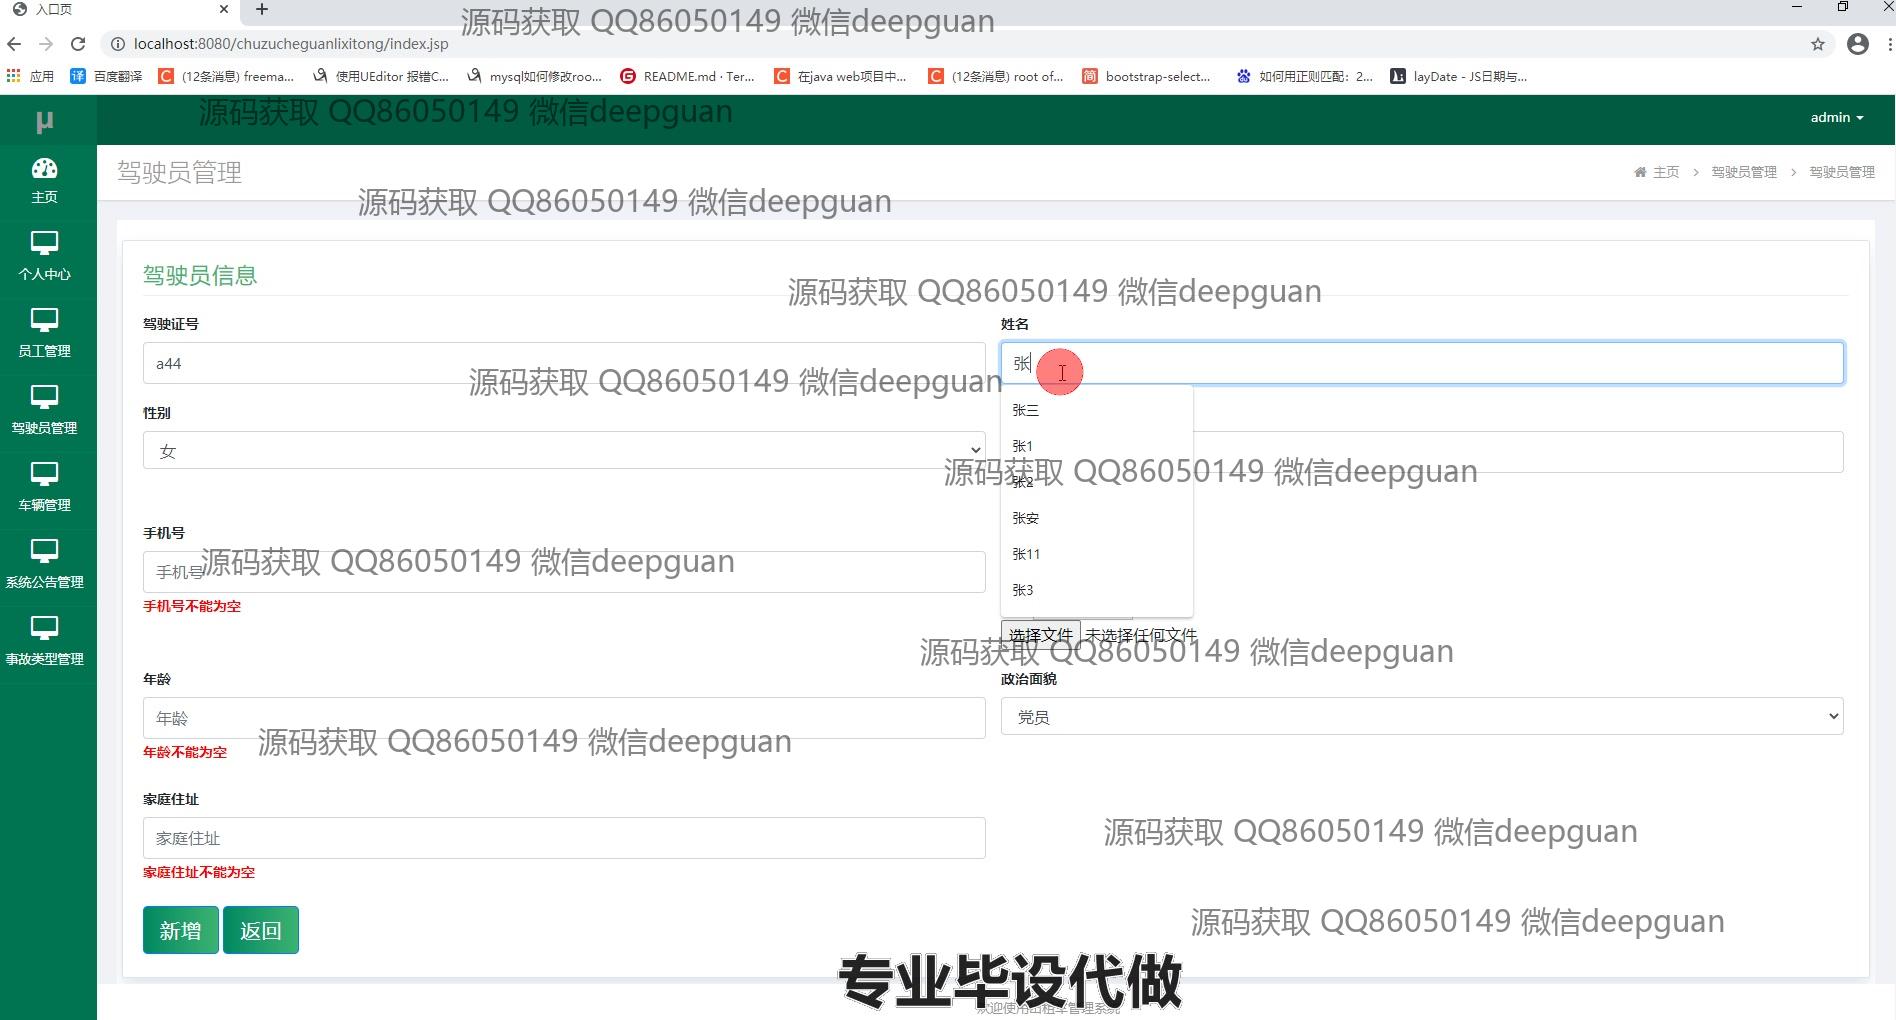 入口页
源码获取 QQ86050149 微信deepguan
localhost:8080/chuzucheguanlixitong/index.jsp
应用 百度翻译 (12条消息) freema... 使用UEditor 报错C... mysql如何修改roo... README.md · Ter... 在java web项目中... (12条消息) root of... bootstrap-select... 如何用正则匹配：2... layDate - JS日期与...
μ
源码获取 QQ86050149 微信deepguan
admin
主页
个人中心
员工管理
驾驶员管理
车辆管理
系统公告管理
事故类型管理
驾驶员管理
主页 > 驾驶员管理 > 驾驶员管理
源码获取 QQ86050149 微信deepguan
驾驶员信息
源码获取 QQ86050149 微信deepguan
驾驶证号
a44
姓名
张
源码获取 QQ86050149 微信deepguan
张三
张1
张2
张安
张11
张3
性别
女
源码获取 QQ86050149 微信deepguan
手机号
手机号
源码获取 QQ86050149 微信deepguan
手机号不能为空
选择文件 未选择任何文件
源码获取 QQ86050149 微信deepguan
年龄
年龄
年龄不能为空
政治面貌
党员
源码获取 QQ86050149 微信deepguan
家庭住址
家庭住址
家庭住址不能为空
源码获取 QQ86050149 微信deepguan
新增 返回
源码获取 QQ86050149 微信deepguan
专业毕设代做
欢迎使用出租车管理系统